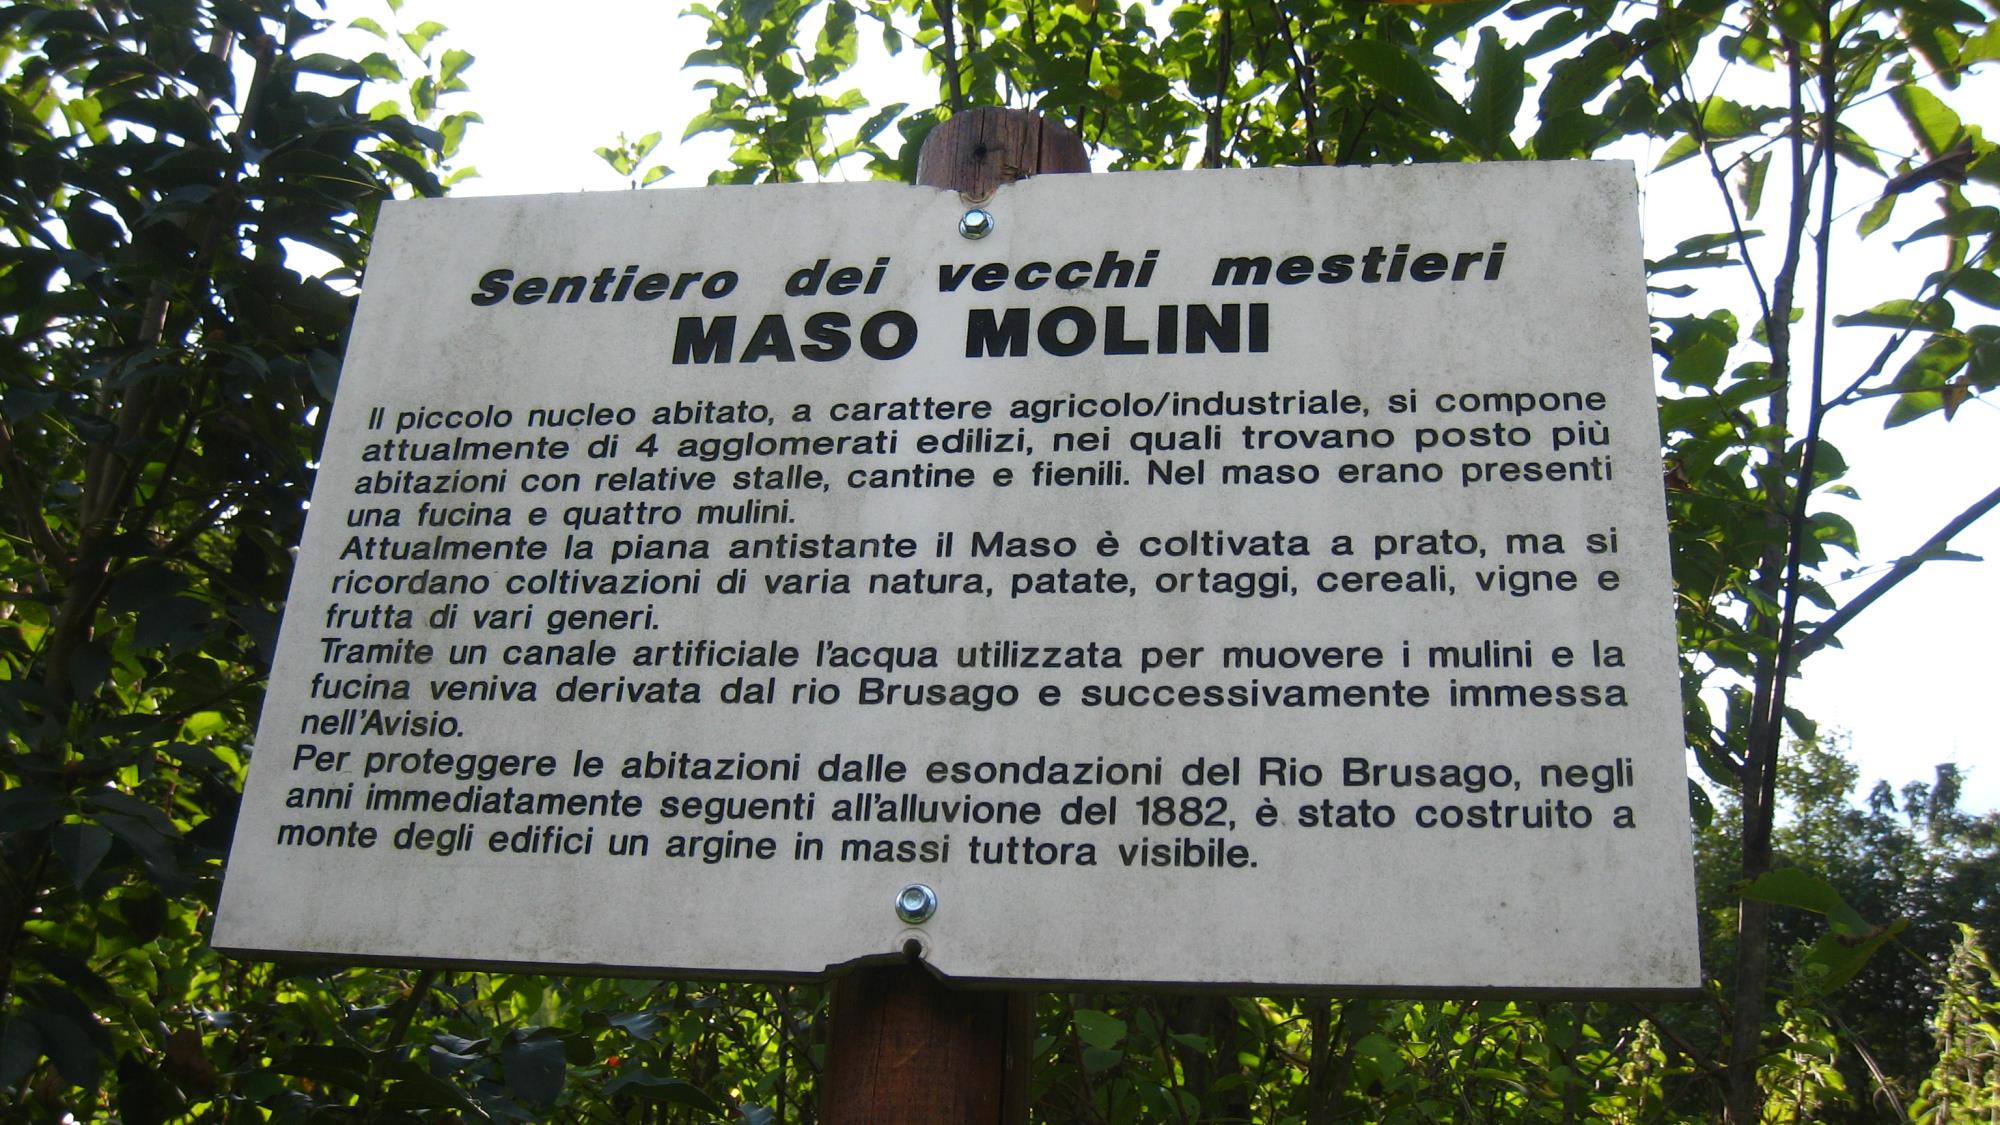 Sentiero dei vecchi mestieri
MASO MOLINI
Il piccolo nucleo abitato, a carattere agricolo/industriale, si compone
attualmente di 4 agglomerati edilizi, nei quali trovano posto più
abitazioni con relative stalle, cantine e fienili. Nel maso erano presenti
una fucina e quattro mulini.
Attualmente la piana antistante il Maso è coltivata a prato, ma si
ricordano coltivazioni di varia natura, patate, ortaggi, cereali, vigne e
frutta di vari generi.
Tramite un canale artificiale l'acqua utilizzata per muovere i mulini e la
fucina veniva derivata dal rio Brusago e successivamente immessa
nell'Avisio.
Per proteggere le abitazioni dalle esondazioni del Rio Brusago, negli
anni immediatamente seguenti all'alluvione del 1882, è stato costruito a
monte degli edifici un argine in massi tuttora visibile.